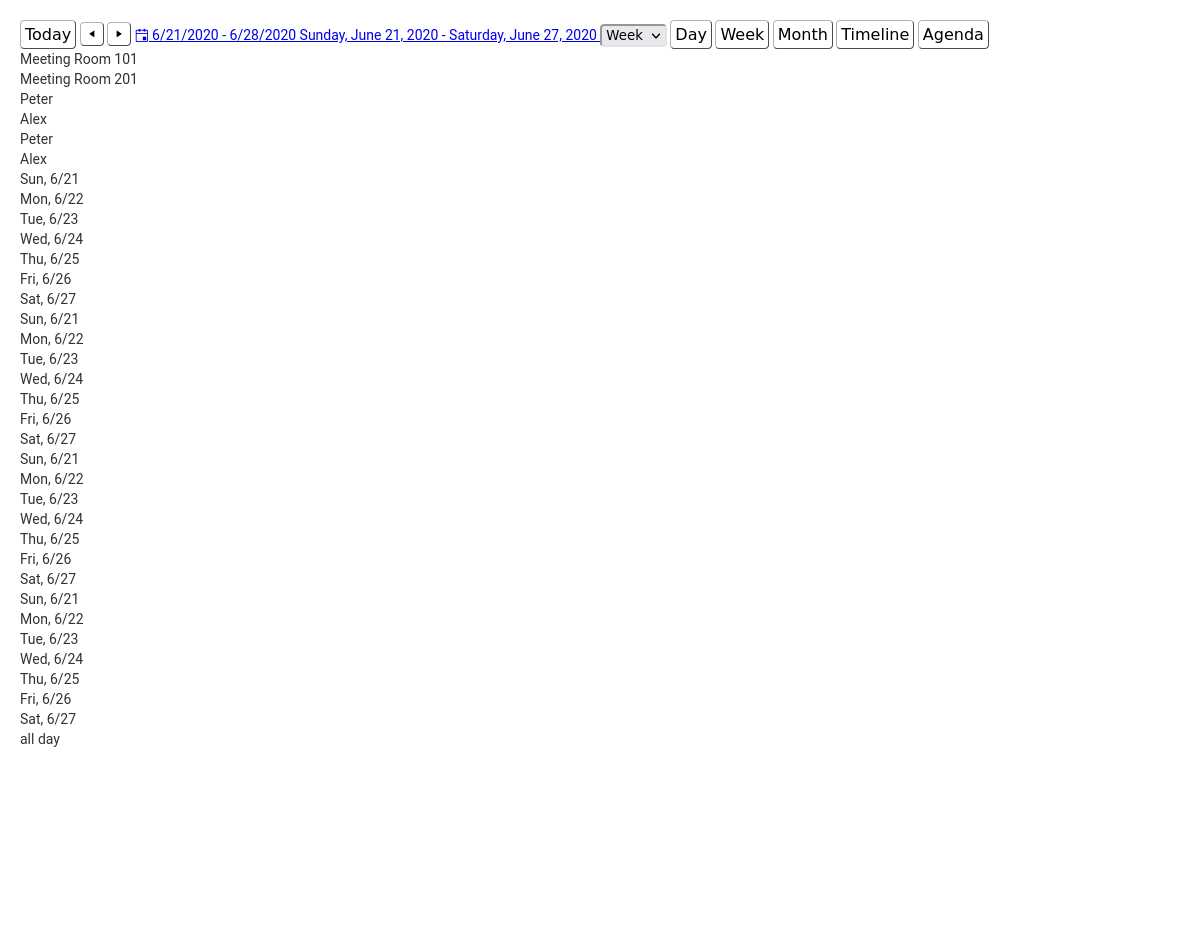 Today 6/21/2020 - 6/28/2020 Sunday, June 21, 2020 - Saturday, June 27, 2020 Week Day Week Month Timeline Agenda
Meeting Room 101
Meeting Room 201
Peter
Alex
Peter
Alex
Sun, 6/21
Mon, 6/22
Tue, 6/23
Wed, 6/24
Thu, 6/25
Fri, 6/26
Sat, 6/27
Sun, 6/21
Mon, 6/22
Tue, 6/23
Wed, 6/24
Thu, 6/25
Fri, 6/26
Sat, 6/27
Sun, 6/21
Mon, 6/22
Tue, 6/23
Wed, 6/24
Thu, 6/25
Fri, 6/26
Sat, 6/27
Sun, 6/21
Mon, 6/22
Tue, 6/23
Wed, 6/24
Thu, 6/25
Fri, 6/26
Sat, 6/27
all day